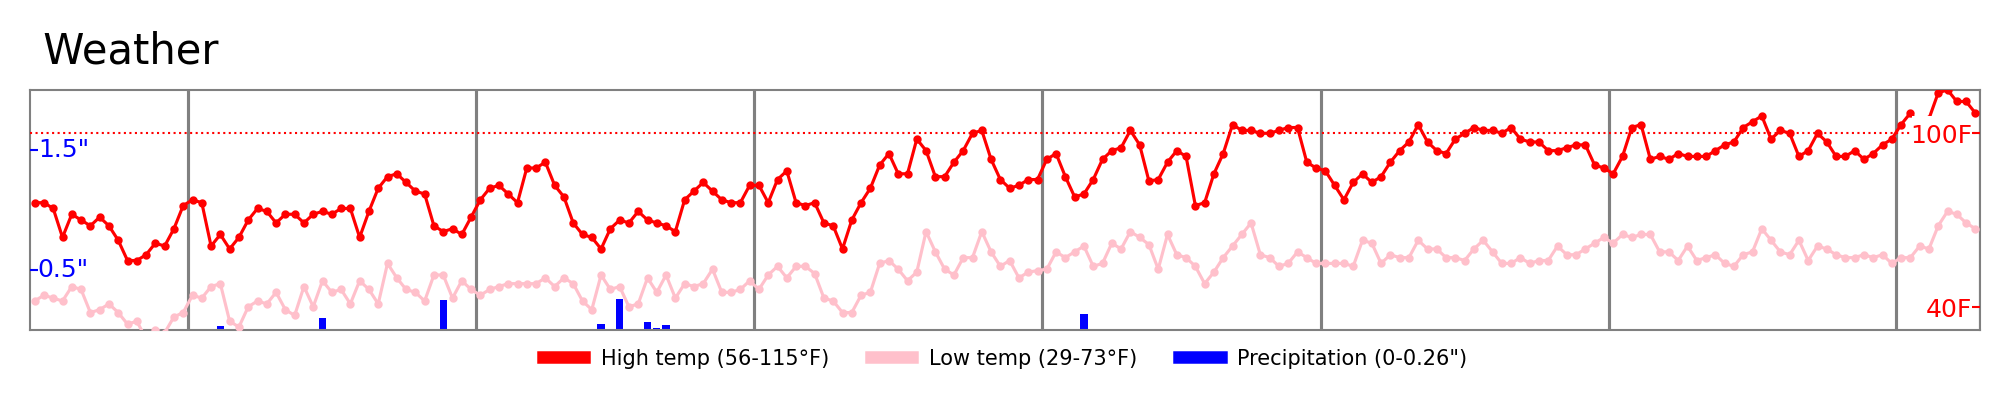 Weather
1.5"
100F
0.5"
40F
High temp (56-115°F) Low temp (29-73°F) Precipitation (0-0.26")